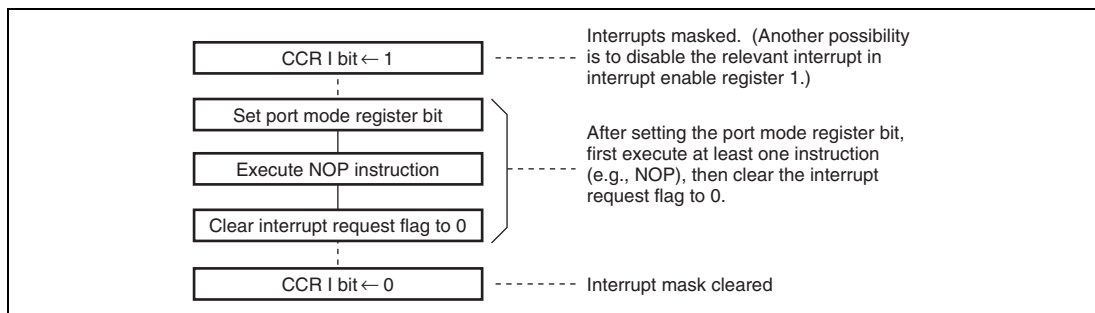 CCR I bit ← 1
Interrupts masked. (Another possibility
is to disable the relevant interrupt in
interrupt enable register 1.)
Set port mode register bit
Execute NOP instruction
Clear interrupt request flag to 0
After setting the port mode register bit,
first execute at least one instruction
(e.g., NOP), then clear the interrupt
request flag to 0.
CCR I bit ← 0
Interrupt mask cleared